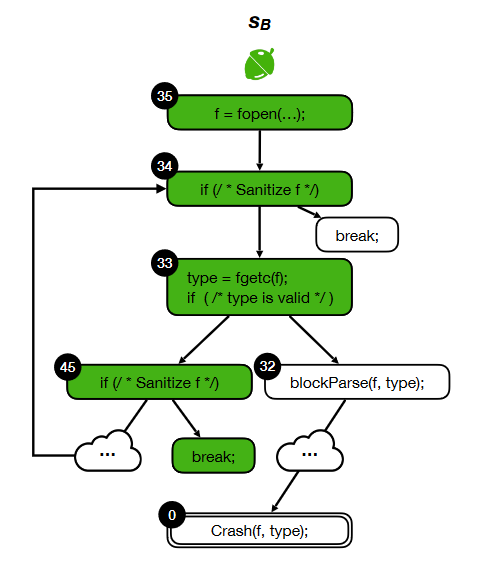 SB
35
f = fopen(…);
34
if (/ * Sanitize f */)
break;
33
type = fgetc(f);
if ( /* type is valid */ )
45
if (/ * Sanitize f */)
32
blockParse(f, type);
...
break;
...
0
Crash(f, type);